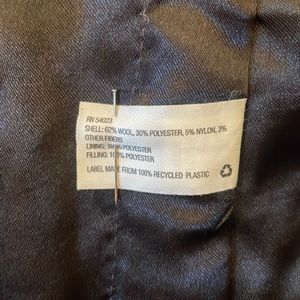 RN 54023
SHELL: 62% WOOL, 30% POLYESTER, 5% NYLON, 3%
OTHER FIBERS
LINING: 100% POLYESTER
FILLING: 100% POLYESTER
LABEL MADE FROM 100% RECYCLED PLASTIC